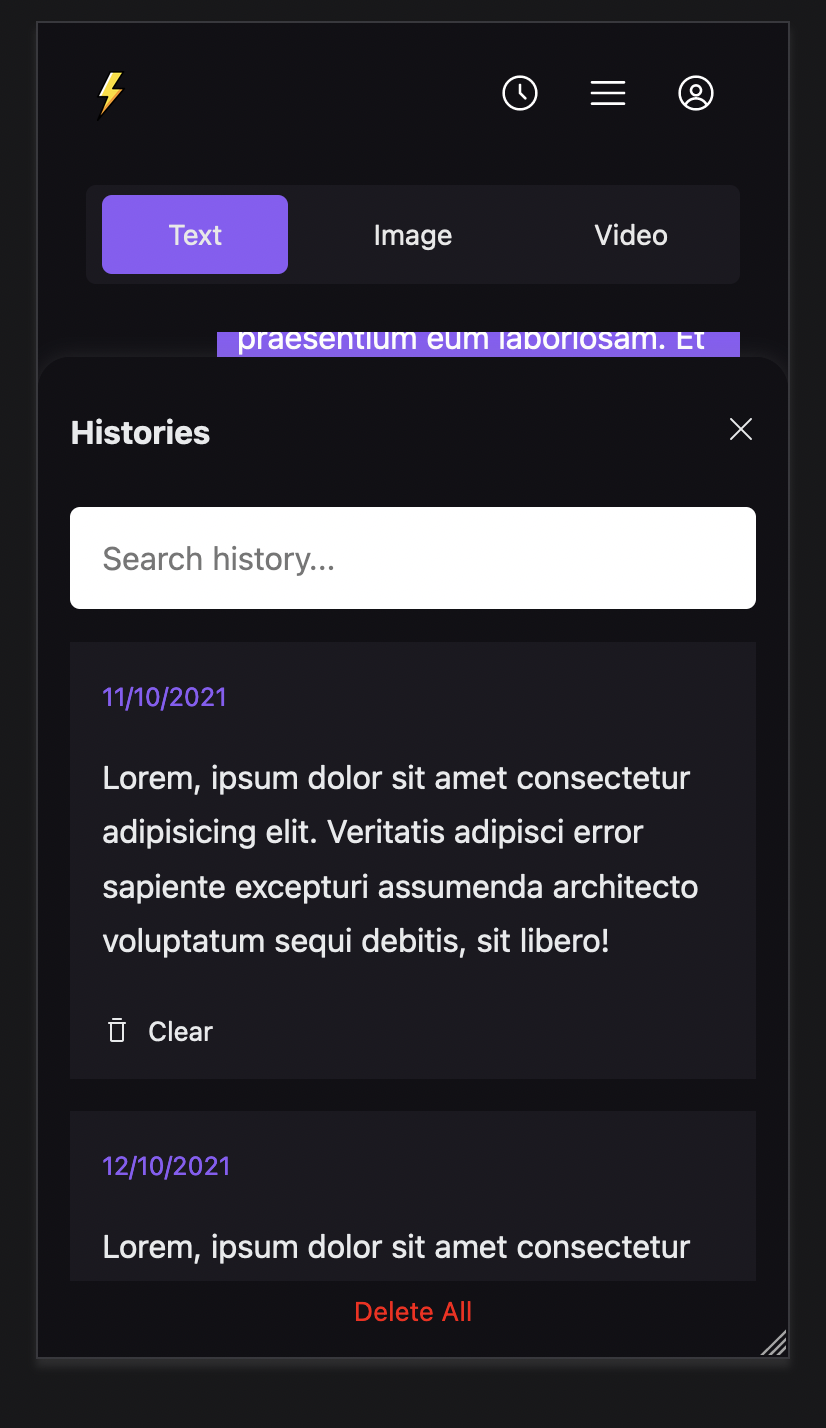 Text
Image
Video
praesentium eum laboriosam. Et
Histories
Search history...
11/10/2021
Lorem, ipsum dolor sit amet consectetur
adipisicing elit. Veritatis adipisci error
sapiente excepturi assumenda architecto
voluptatum sequi debitis, sit libero!
Clear
12/10/2021
Lorem, ipsum dolor sit amet consectetur
Delete All